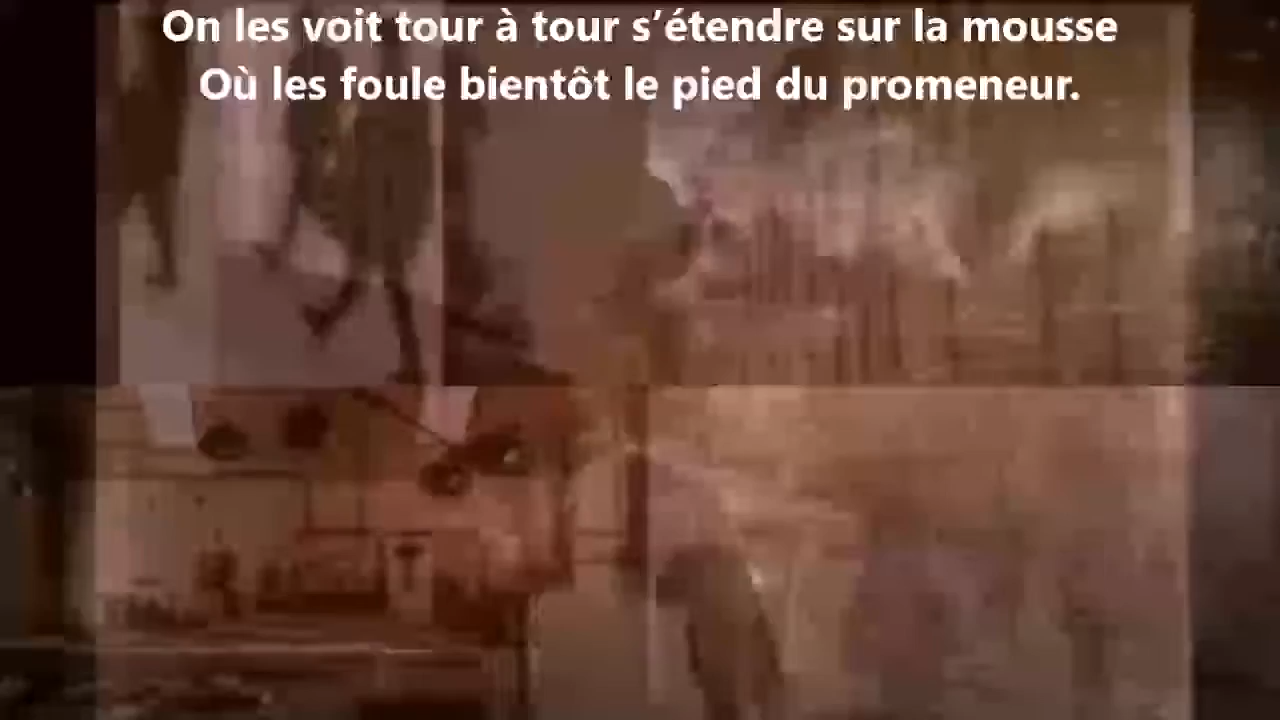 On les voit tour à tour s’étendre sur la mousse
Où les foule bientôt le pied du promeneur.